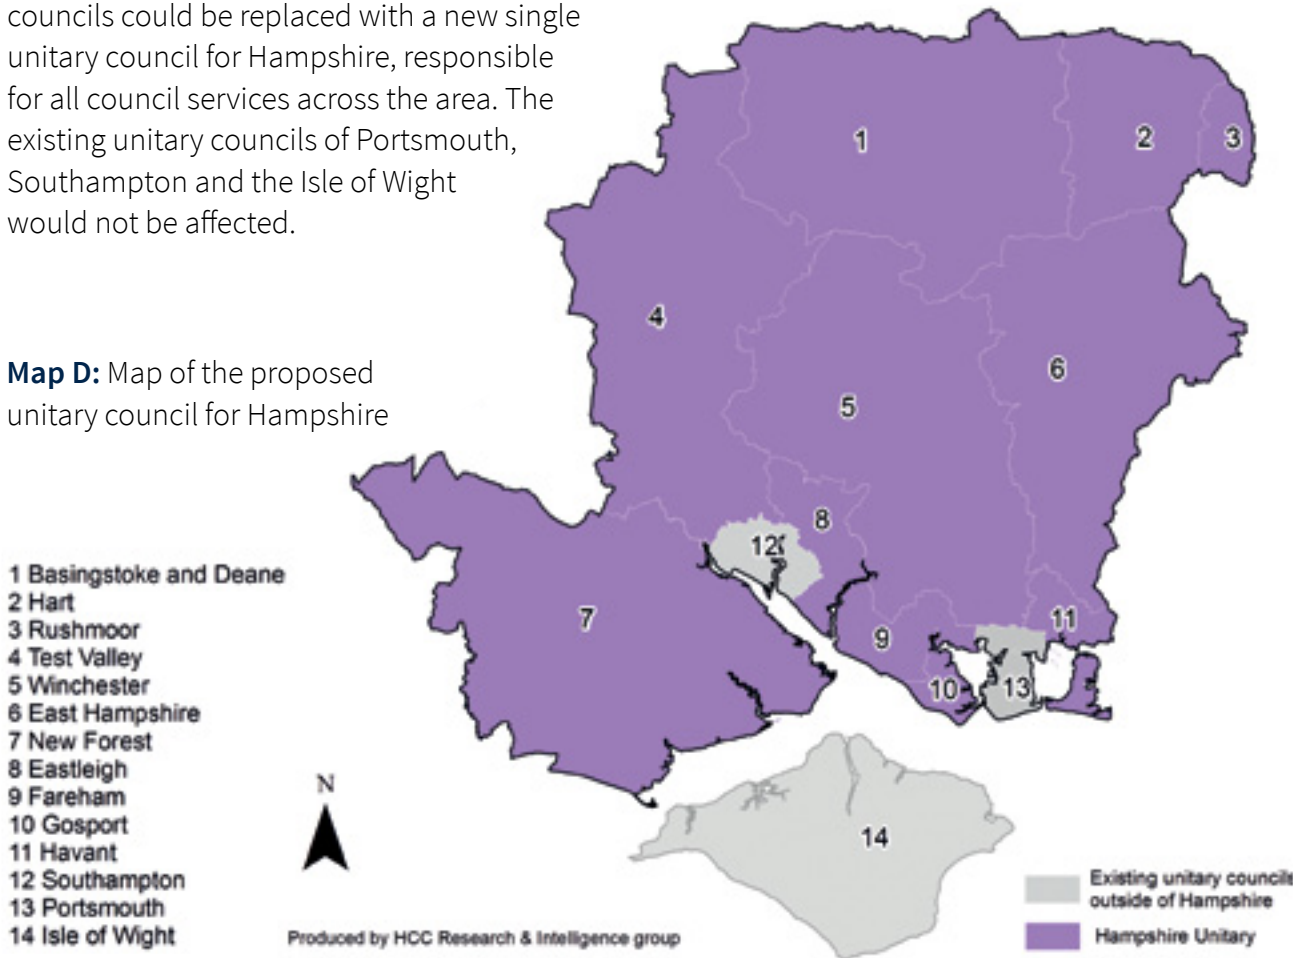 councils could be replaced with a new single
unitary council for Hampshire, responsible
for all council services across the area. The
existing unitary councils of Portsmouth,
Southampton and the Isle of Wight
would not be affected.
Map D: Map of the proposed
unitary council for Hampshire
1
2
3
4
5
6
7
8
9
10
11
12
13
14
1 Basingstoke and Deane
2 Hart
3 Rushmoor
4 Test Valley
5 Winchester
6 East Hampshire
7 New Forest
8 Eastleigh
9 Fareham
10 Gosport
11 Havant
12 Southampton
13 Portsmouth
14 Isle of Wight
N
Produced by HCC Research & Intelligence group
Existing unitary councils
outside of Hampshire
Hampshire Unitary